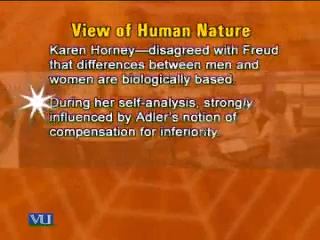 View of Human Nature
Karen Horney—disagreed with Freud
that differences between men and
women are biologically based.
During her self-analysis, strongly
influenced by Adler's notion of
compensation for inferiority.
VU